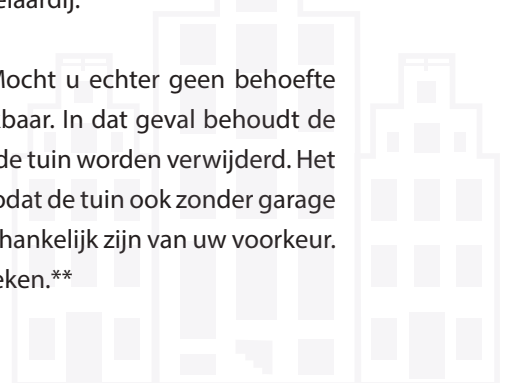 Mocht u echter geen behoefte
baar. In dat geval behoudt de
de tuin worden verwijderd. Het
odat de tuin ook zonder garage
hankelijk zijn van uw voorkeur.
eken.**